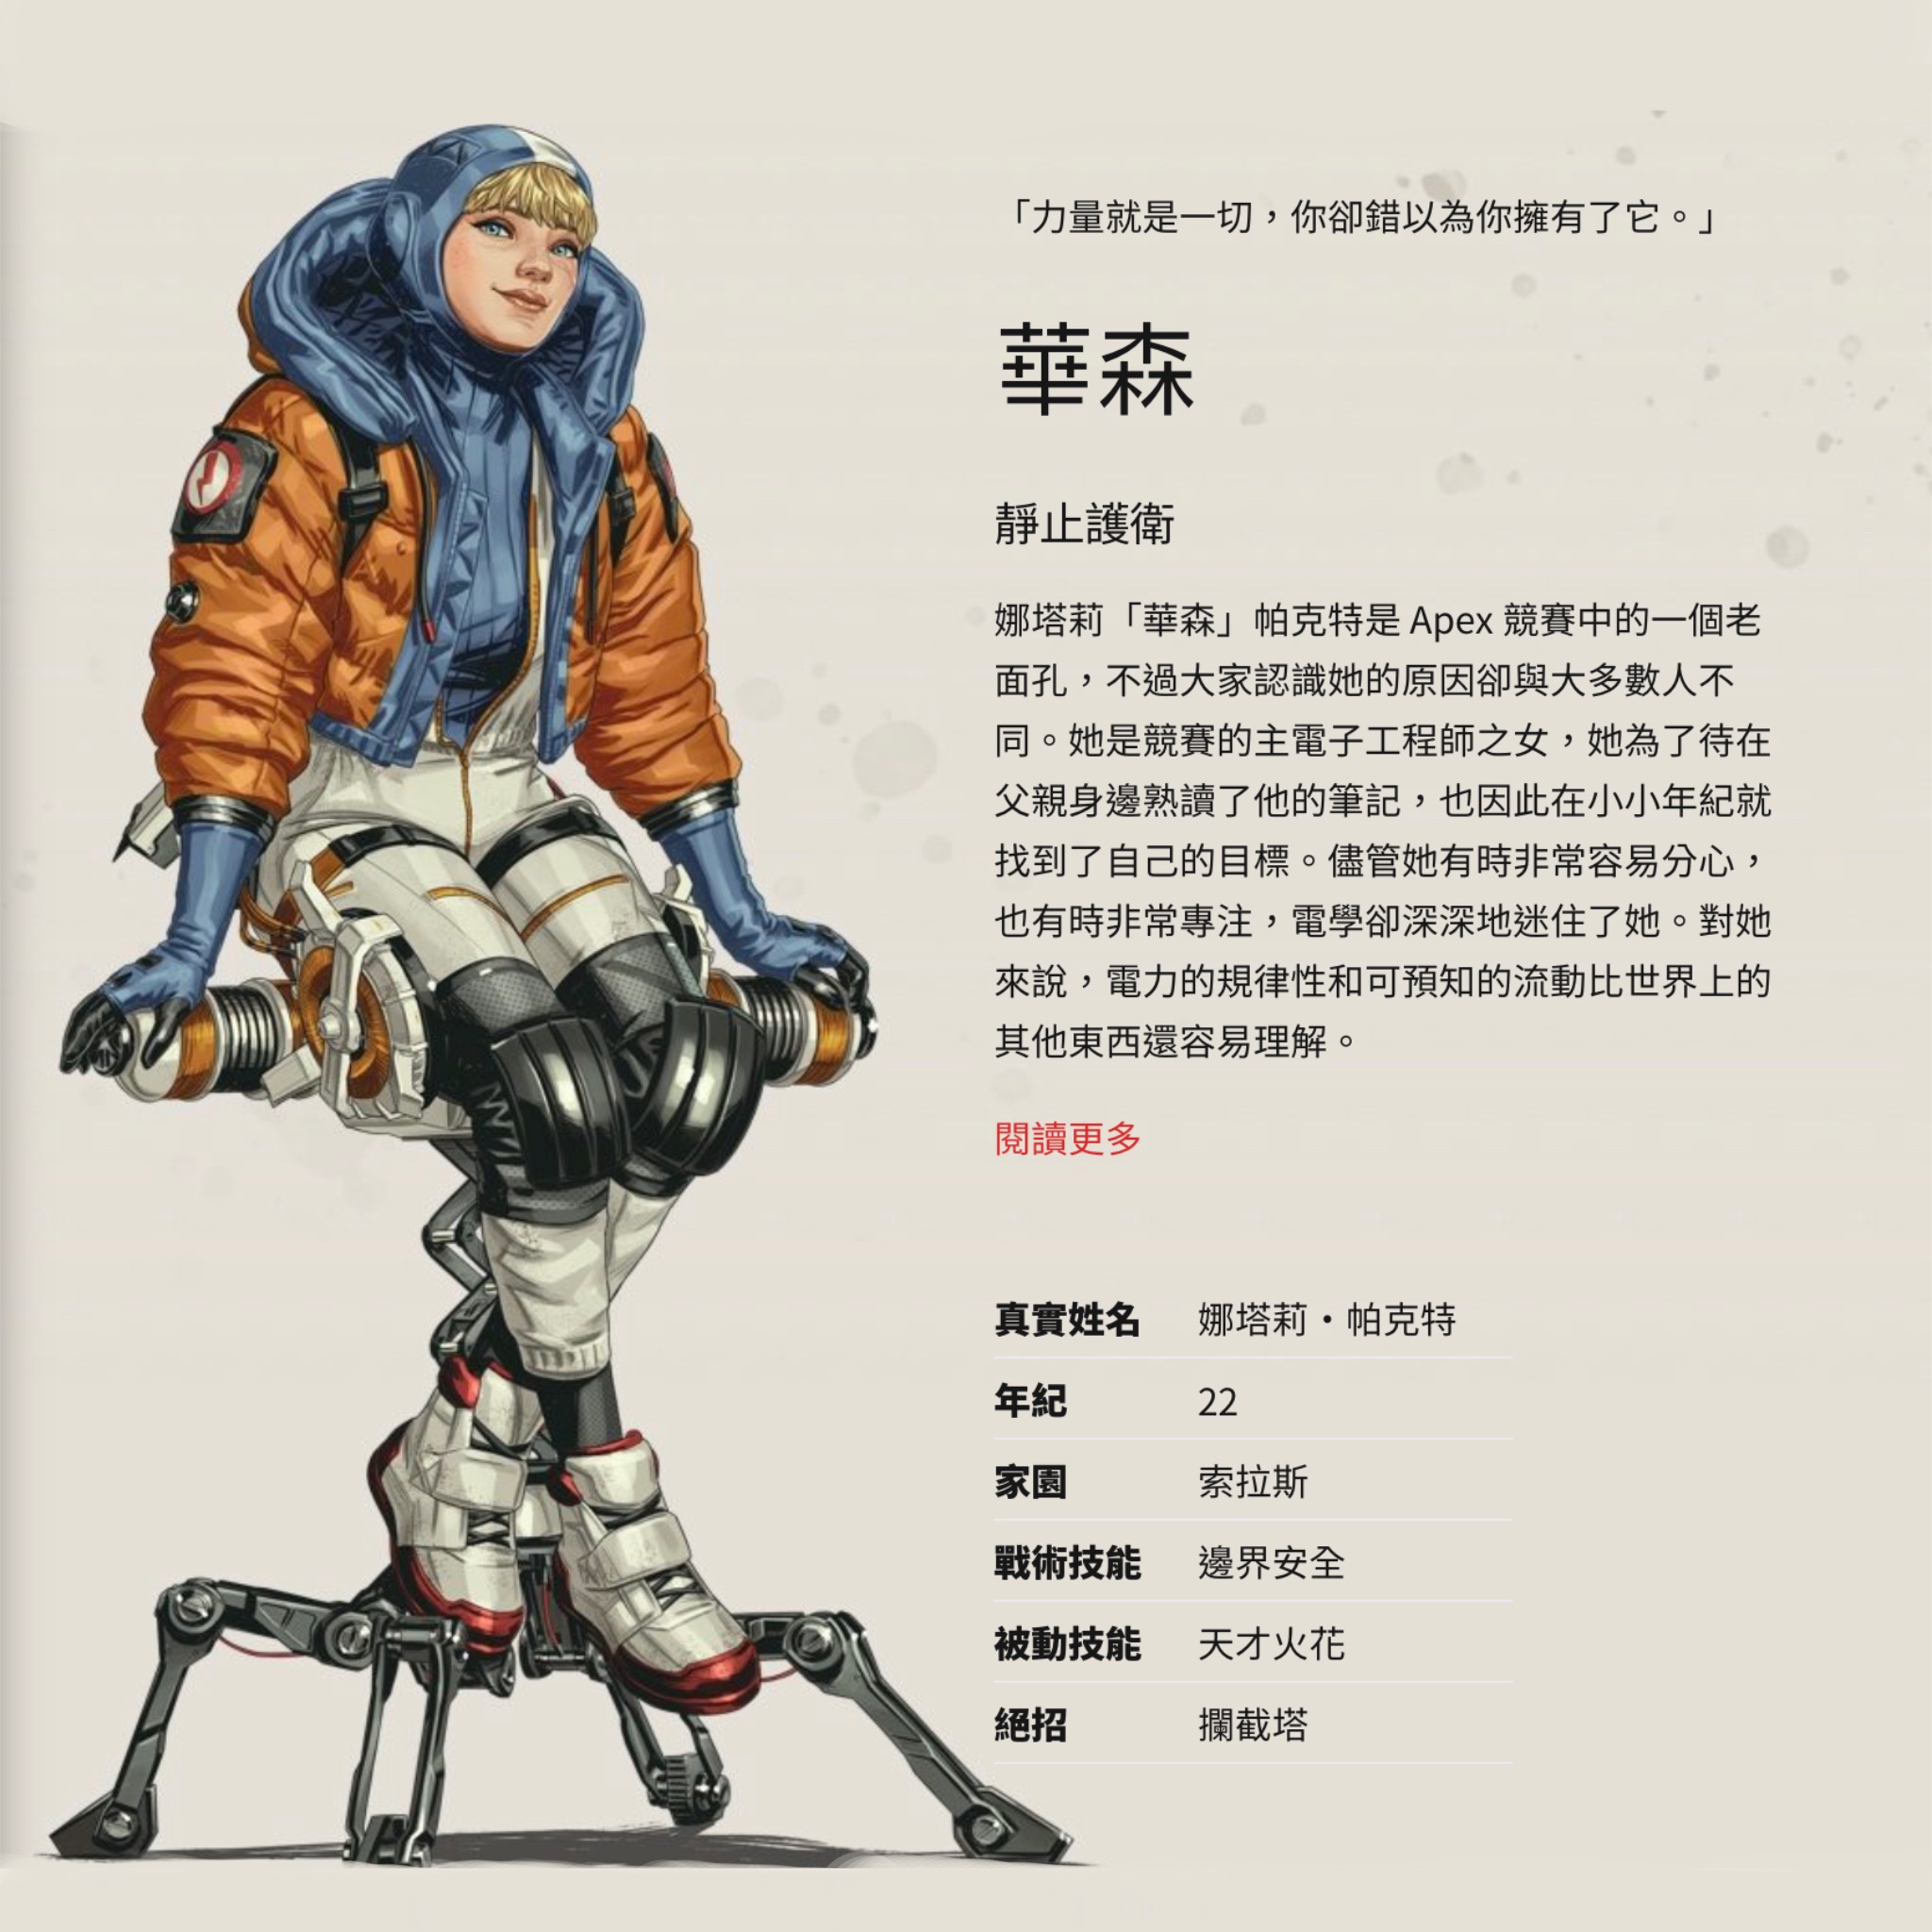 「力量就是一切，你卻錯以為你擁有了它。」
華森
靜止護衛
娜塔莉「華森」帕克特是 Apex 競賽中的一個老
面孔，不過大家認識她的原因卻與大多數人不
同。她是競賽的主電子工程師之女，她為了待在
父親身邊熟讀了他的筆記，也因此在小小年紀就
找到了自己的目標。儘管她有時非常容易分心，
也有時非常專注，電學卻深深地迷住了她。對她
來說，電力的規律性和可預知的流動比世界上的
其他東西還容易理解。
閱讀更多
真實姓名 娜塔莉・帕克特
年紀 22
家園 索拉斯
戰術技能 邊界安全
被動技能 天才火花
絕招 攔截塔